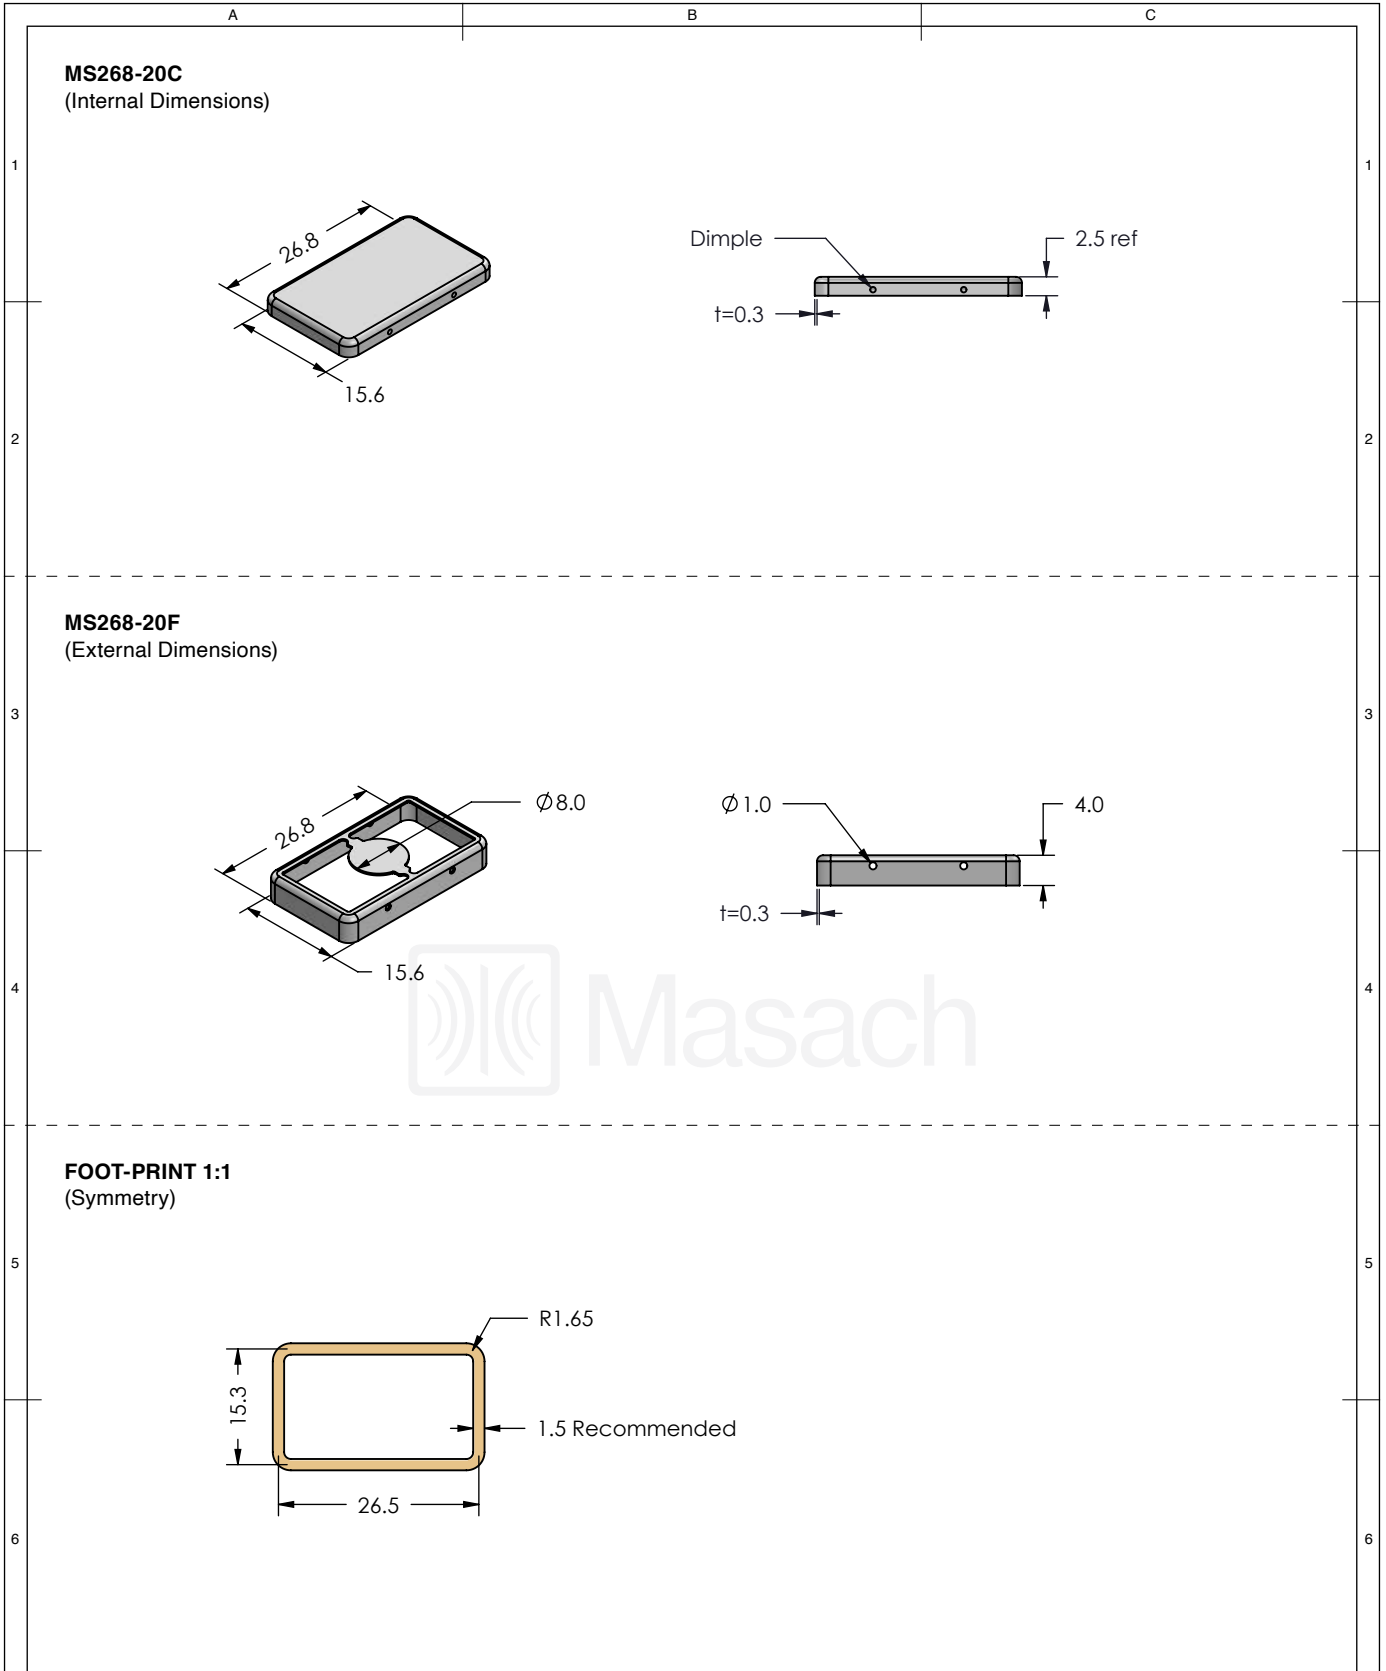 A B C
MS268-20C
(Internal Dimensions)
1 1
26.8
15.6
Dimple
2.5 ref
t=0.3
2 2
MS268-20F
(External Dimensions)
3 3
26.8
Ø8.0
15.6
Ø1.0
4.0
t=0.3
Masach
4 4
FOOT-PRINT 1:1
(Symmetry)
5 5
R1.65
15.3
1.5 Recommended
26.5
6 6